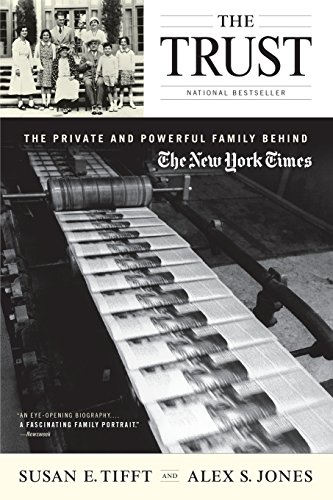 THE
TRUST
NATIONAL BESTSELLER
THE PRIVATE AND POWERFUL FAMILY BEHIND
The New York Times
"AN EYE-OPENING BIOGRAPHY....
A FASCINATING FAMILY PORTRAIT."
—Newsweek
SUSAN E. TIFFT AND ALEX S. JONES